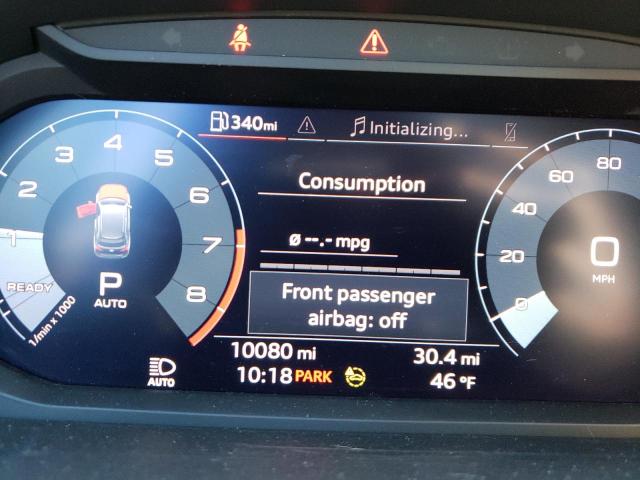 340mi
Initializing...
Consumption
ø --.- mpg
Front passenger
airbag: off
1 2 3 4 5 6 7 8
READY
P
AUTO
1/min x 1000
0 20 40 60 80
0
MPH
10080 mi
30.4 mi
AUTO
10:18 PARK
46 °F